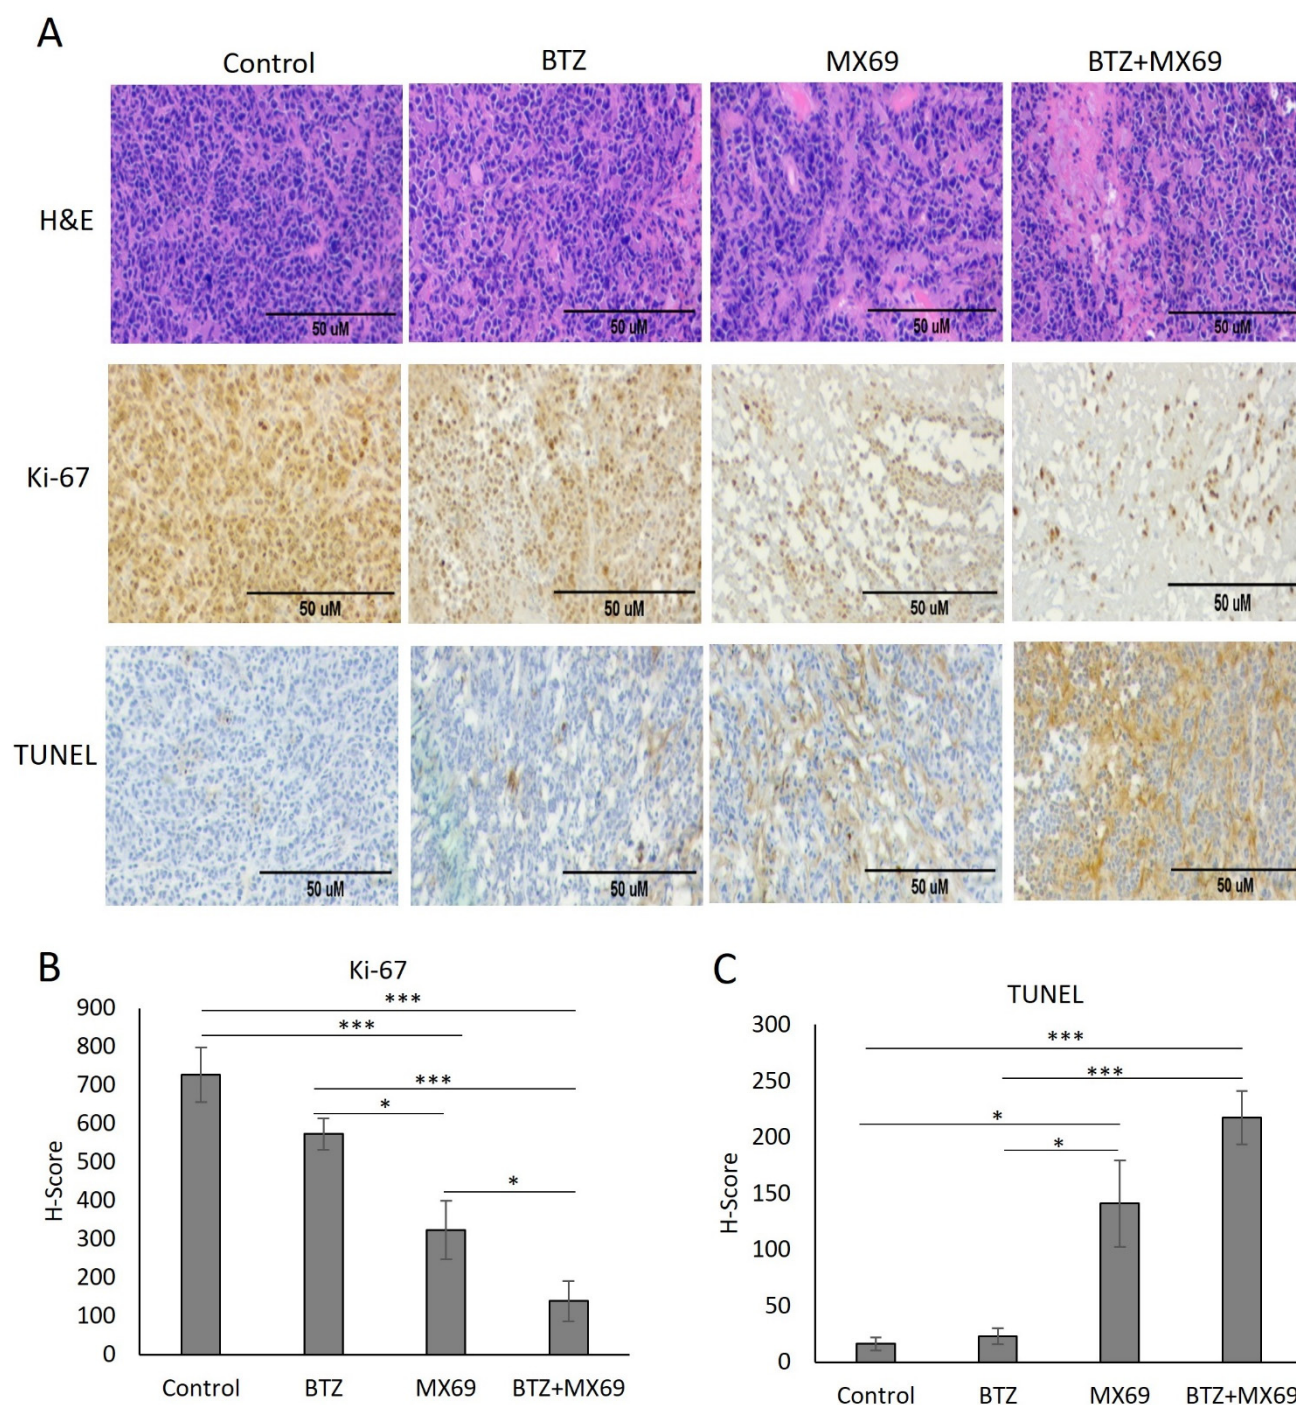 A
Control BTZ MX69 BTZ+MX69
H&E
50 uM 50 uM 50 uM 50 uM
Ki-67
50 uM 50 uM 50 uM 50 uM
TUNEL
50 uM 50 uM 50 uM 50 uM
B
Ki-67
H-Score
900
800
700
600
500
400
300
200
100
0
***
***
***
*
*
Control BTZ MX69 BTZ+MX69
C
TUNEL
H-Score
300
250
200
150
100
50
0
***
***
*
*
Control BTZ MX69 BTZ+MX69